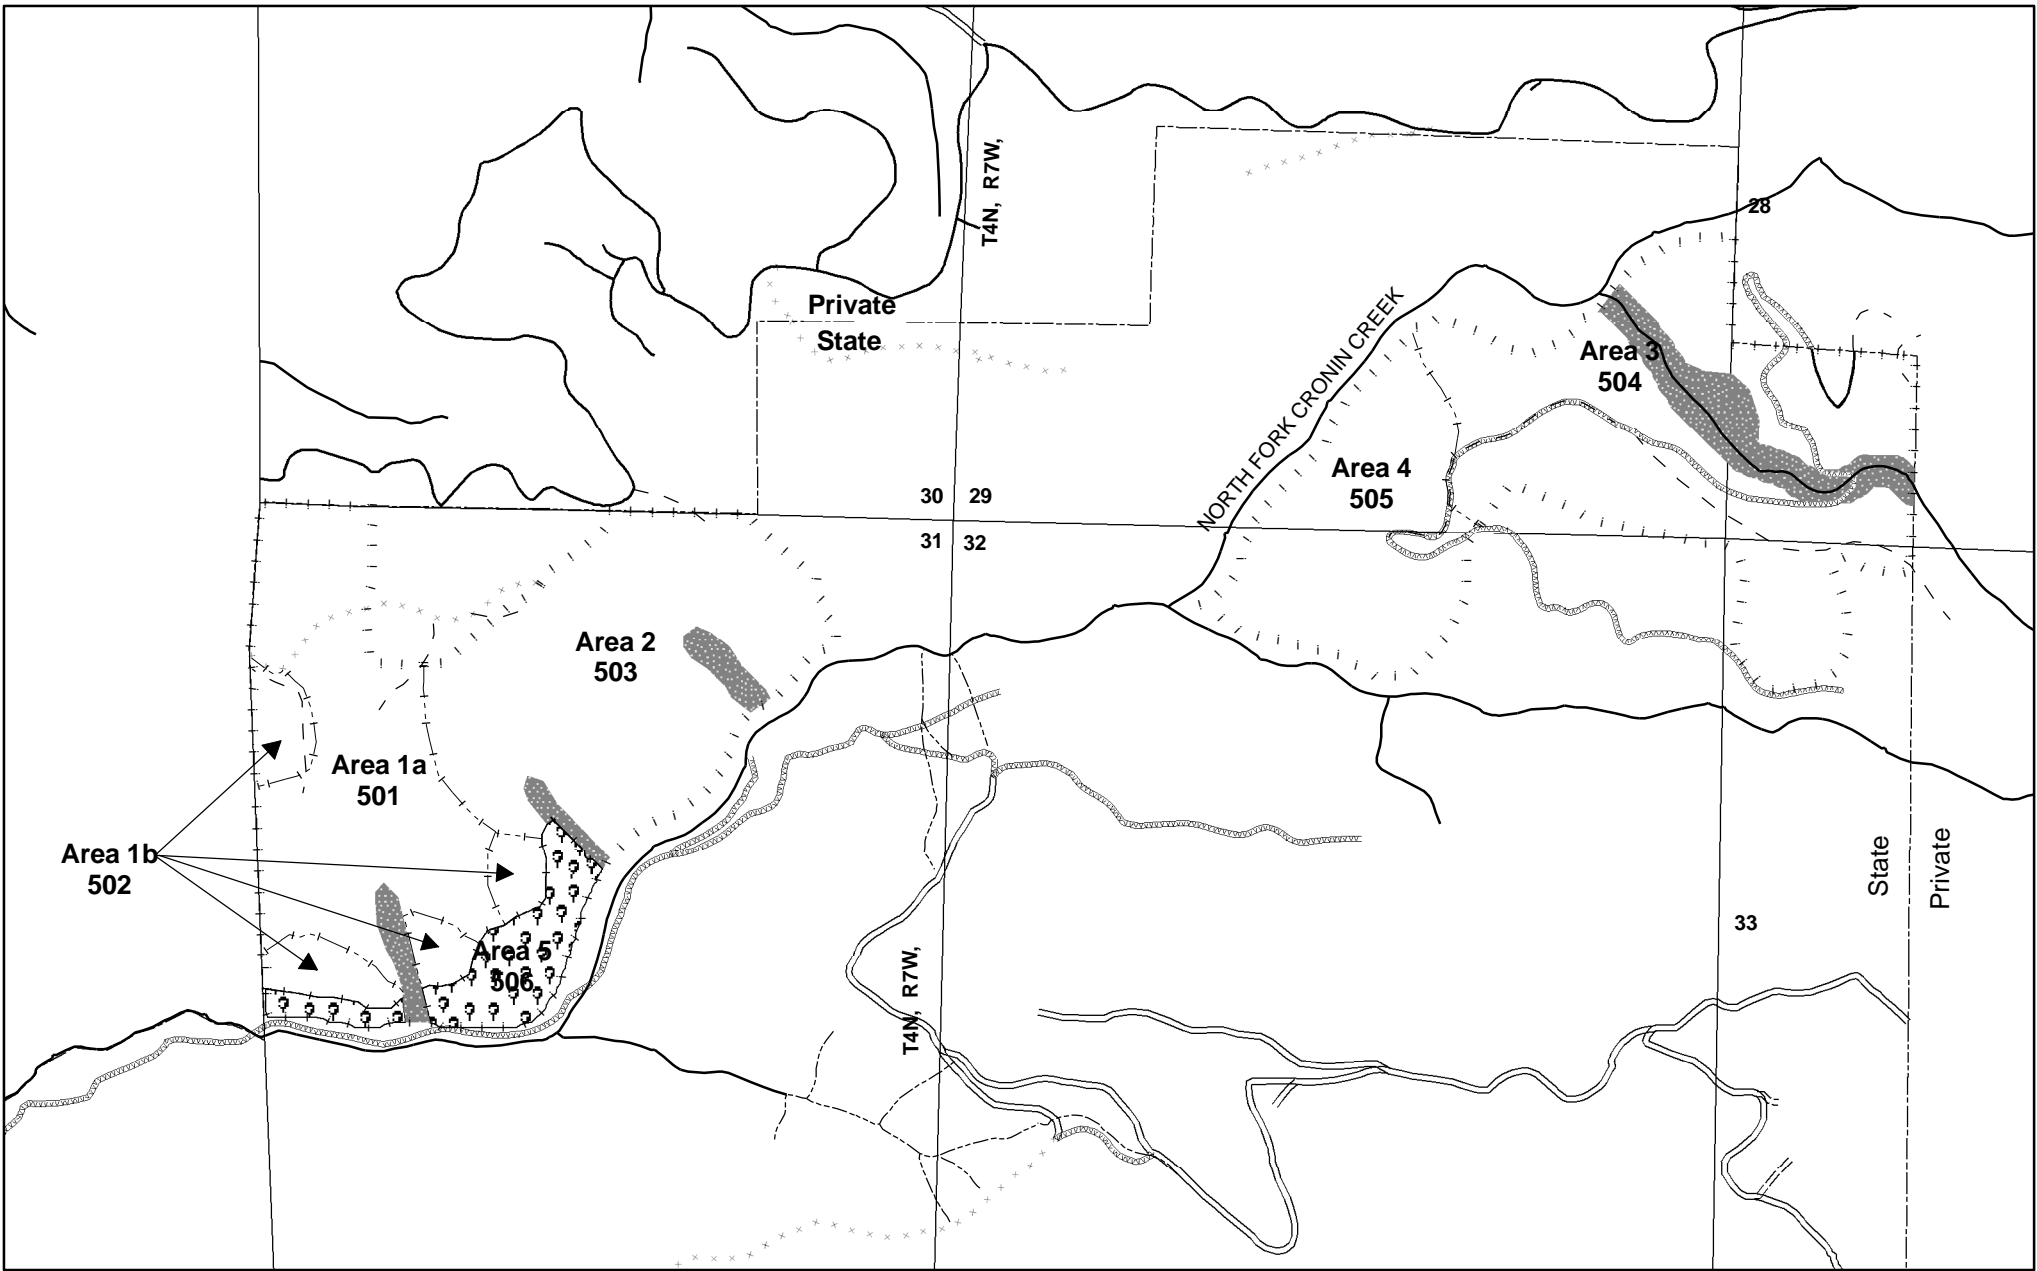 T4N, R7W,
28
Private
State
NORTH FORK CRONIN CREEK
Area 3
504
Area 4
505
30
29
31
32
Area 2
503
Area 1a
501
Area 1b
502
State
Private
33
Area 5
506
T4N, R7W,